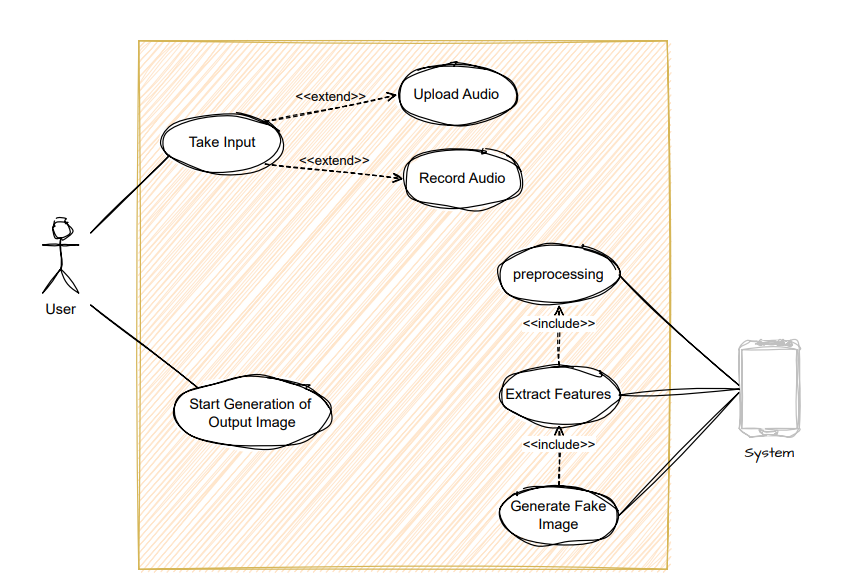 <<extend>>
Upload Audio
Take Input
<<extend>>
Record Audio
User
preprocessing
<<include>>
Start Generation of
Output Image
Extract Features
<<include>>
System
Generate Fake
Image